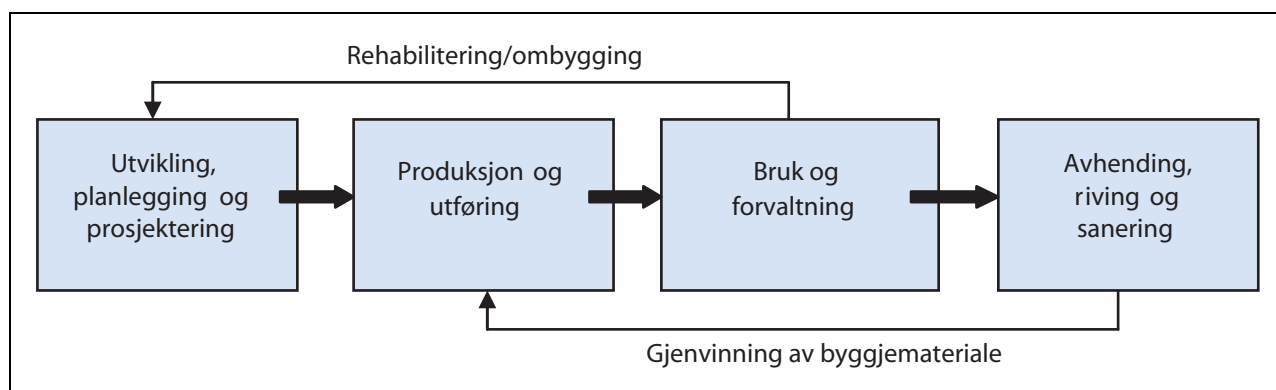 Rehabilitering/ombygging
Utvikling,
planlegging og
prosjektering
Produksjon og
utføring
Bruk og
forvaltning
Avhending,
riving og
sanering
Gjenvinning av byggjemateriale